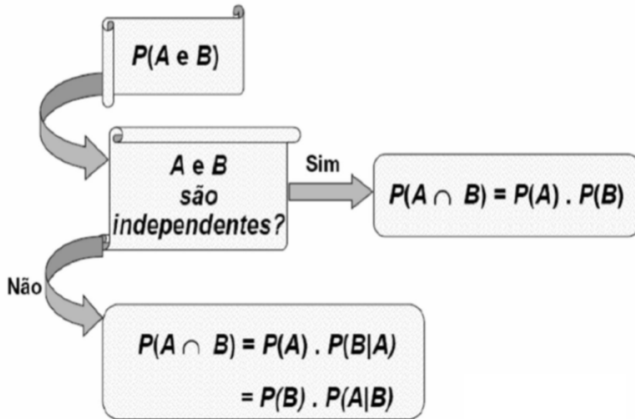 P(A e B)
A e B
são
independentes?
Sim
P(A ∩ B) = P(A) . P(B)
Não
P(A ∩ B) = P(A) . P(B|A)
= P(B) . P(A|B)